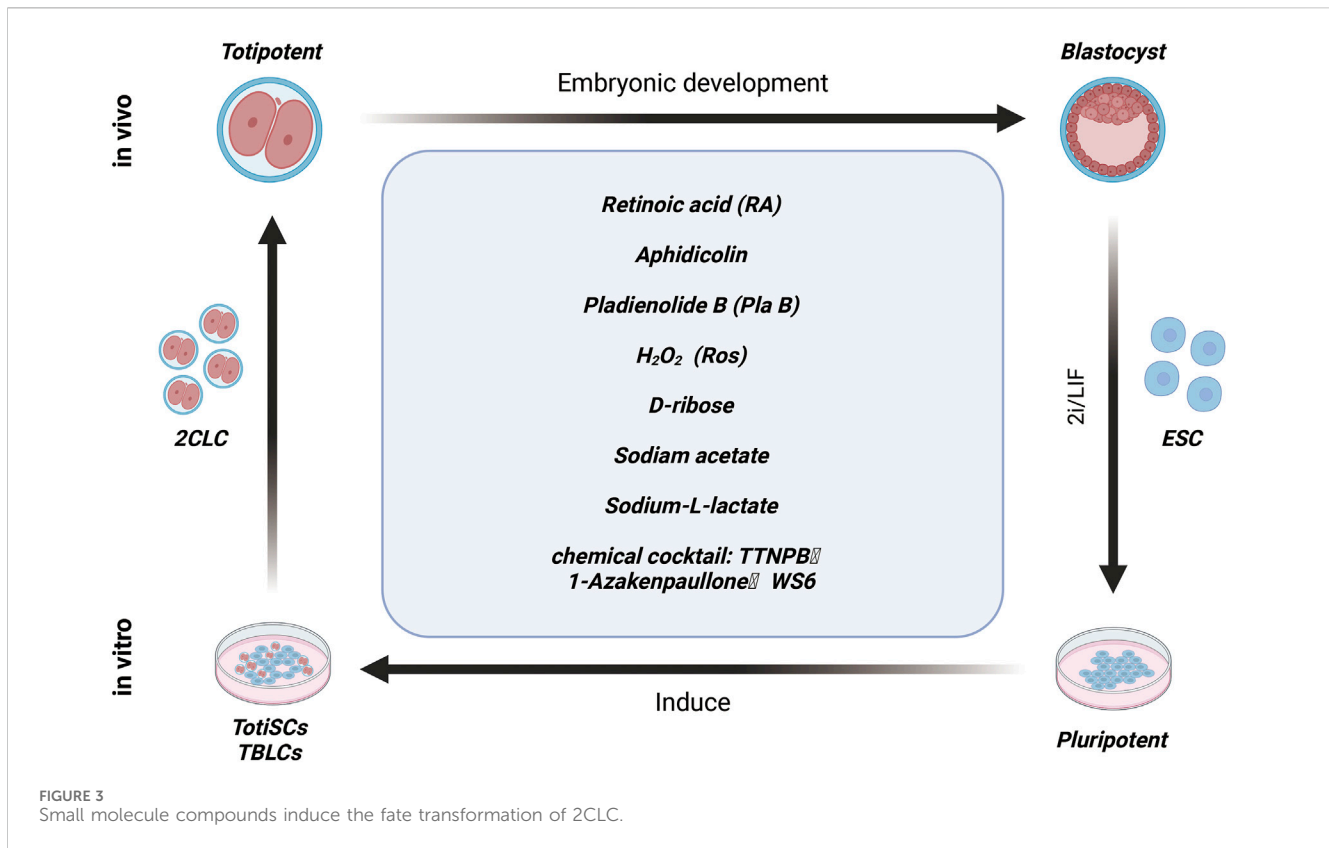 Totipotent
Blastocyst
in vivo
Embryonic development
Retinoic acid (RA)
Aphidicolin
Pladienolide B (Pla B)
H₂O₂ (Ros)
D-ribose
Sodiam acetate
Sodium-L-lactate
chemical cocktail: TTNPB
1-Azakenpaullone WS6
2CLC
2i/LIF
ESC
in vitro
Induce
TotiSCs
TBLCs
Pluripotent
FIGURE 3
Small molecule compounds induce the fate transformation of 2CLC.